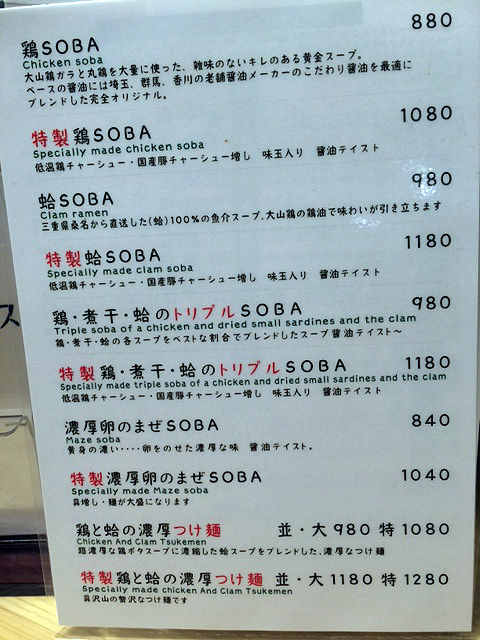 880
鶏SOBA
Chicken soba
大山鶏ガラと丸鶏を大量に使った、雑味のないキレのある黄金スープ。
ベースの醤油には埼玉、群馬、香川の老舗醤油メーカーのこだわり醤油を最適に
ブレンドした完全オリジナル。
1080
特製鶏SOBA
Specially made chicken soba
低温鶏チャーシュー・国産豚チャーシュー増し 味玉入り 醤油テイスト
980
蛤SOBA
Clam ramen
三重県桑名から直送した(蛤)100%の魚介スープ、大山鶏の鶏油で味わいが引き立ちます
1180
特製蛤SOBA
Specially made clam soba
低温鶏チャーシュー・国産豚チャーシュー増し 味玉入り 醤油テイスト
鶏・煮干・蛤のトリプルSOBA 980
Triple soba of a chicken and dried small sardines and the clam
鶏・煮干・蛤の各スープをベストな割合でブレンドしたスープ醤油テイスト～
特製鶏・煮干・蛤のトリプルSOBA 1180
Specially made triple soba of a chicken and dried small sardines and the clam
低温鶏チャーシュー・国産豚チャーシュー増し 味玉入り 醤油テイスト
濃厚卵のまぜSOBA 840
Maze soba
黄身の濃い・・・・卵をのせた濃厚な味 醤油テイスト。
特製濃厚卵のまぜSOBA 1040
Specially made Maze soba
具増し・麺が大盛になります
鶏と蛤の濃厚つけ麺 並・大980 特1080
Chicken And Clam Tsukemen
超濃厚な鶏ポタスープに濃縮した蛤スープをブレンドした、濃厚なつけ麺
特製鶏と蛤の濃厚つけ麺 並・大1180 特1280
Specially made chicken And Clam Tsukemen
具沢山の贅沢なつけ麺です
ス